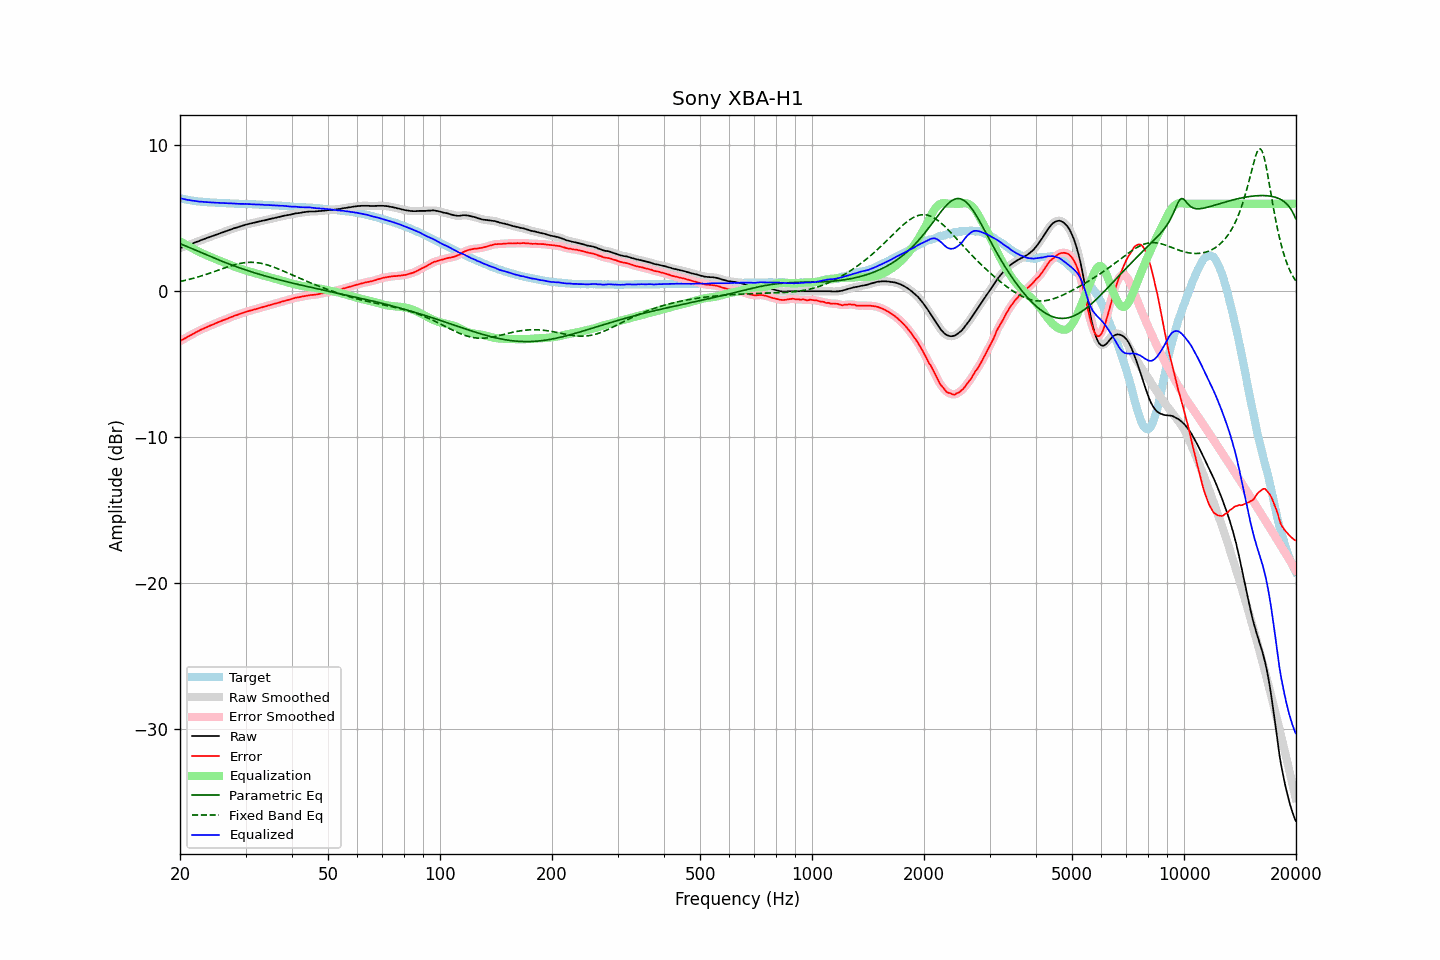 Sony XBA-H1
Amplitude (dBr)
10
0
−10
−20
−30
Target
Raw Smoothed
Error Smoothed
Raw
Error
Equalization
Parametric Eq
Fixed Band Eq
Equalized
20 50 100 200 500 1000 2000 5000 10000 20000
Frequency (Hz)